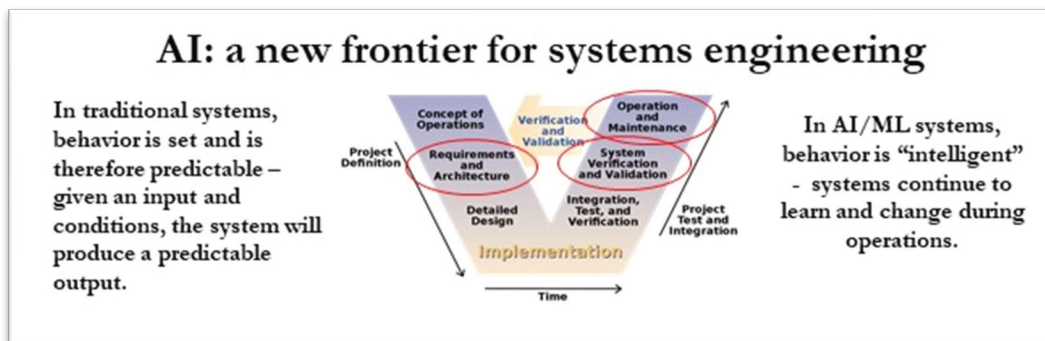 AI: a new frontier for systems engineering
In traditional systems,
behavior is set and is
therefore predictable –
given an input and
conditions, the system will
produce a predictable
output.
Concept of
Operations
Verification
and
Validation
Operation
and
Maintenance
Project
Definition
Requirements
and
Architecture
System
Verification
and Validation
Detailed
Design
Integration,
Test, and
Verification
Project
Test and
Integration
Implementation
Time
In AI/ML systems,
behavior is “intelligent”
- systems continue to
learn and change during
operations.